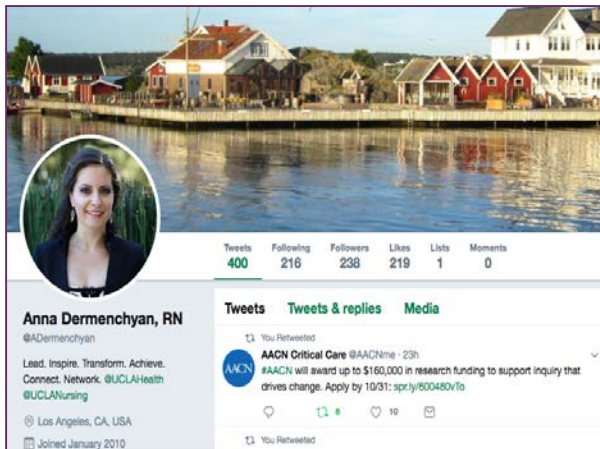 Tweets Following Followers Likes Lists Moments
400 216 238 219 1 0
Anna Dermenchyan, RN
@ADermenchyan
Lead. Inspire. Transform. Achieve.
Connect. Network. @UCLAHealth
@UCLANursing
Los Angeles, CA, USA
Joined January 2010
Tweets Tweets & replies Media
You Retweeted
AACN Critical Care @AACNme · 23h
AACN
#AACN will award up to $160,000 in research funding to support inquiry that
drives change. Apply by 10/31: spr.ly/600480vTo
8 10
You Retweeted